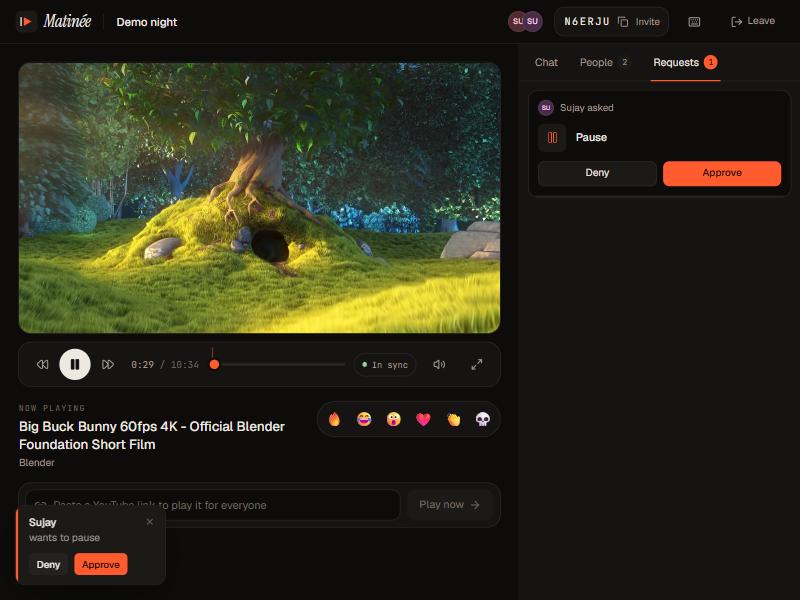 Matinée
Demo night
SU SU
N6ERJU Invite
Leave
Chat People 2 Requests 1
SU Sujay asked
Pause
Deny Approve
0:29 / 10:34
In sync
NOW PLAYING
Big Buck Bunny 60fps 4K - Official Blender
Foundation Short Film
Blender
Paste a YouTube link to play it for everyone
Play now
Sujay
wants to pause
Deny Approve